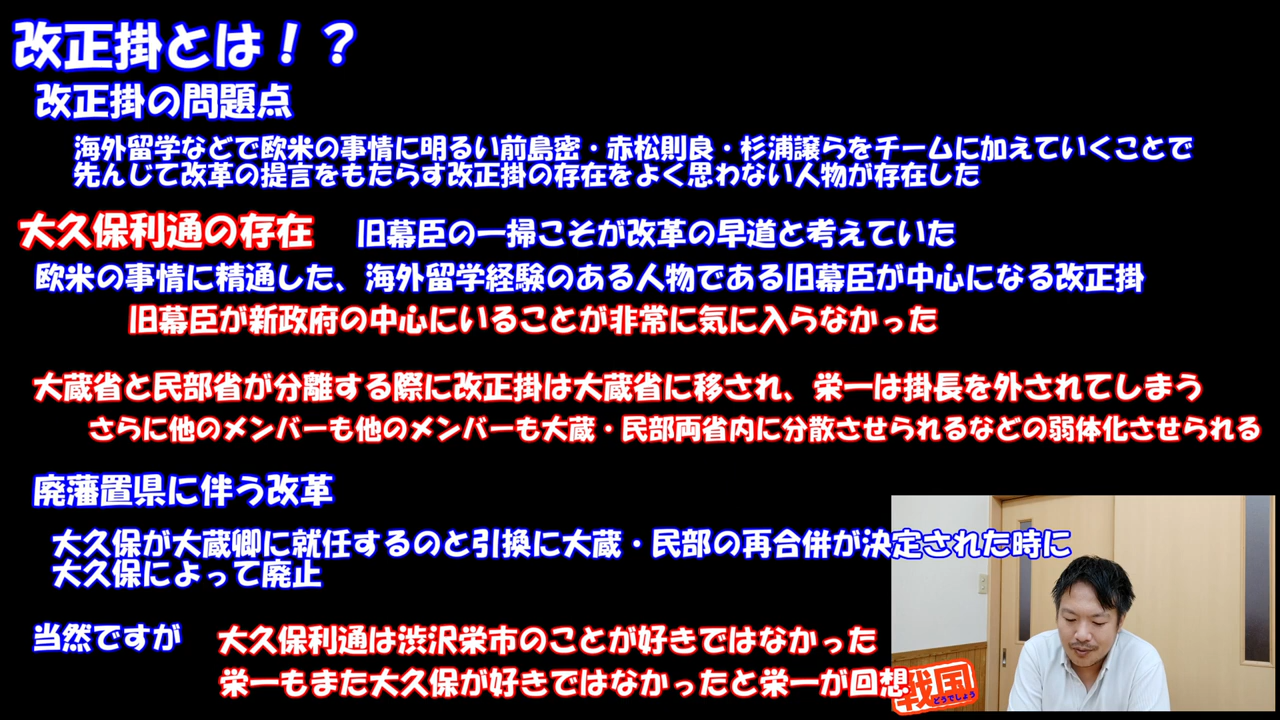 改正掛とは！？
改正掛の問題点
海外留学などで欧米の事情に明るい前島密・赤松則良・杉浦譲らをチームに加えていくことで
先んじて改革の提言をもたらす改正掛の存在をよく思わない人物が存在した
大久保利通の存在 旧幕臣の一掃こそが改革の早道と考えていた
欧米の事情に精通した、海外留学経験のある人物である旧幕臣が中心になる改正掛
旧幕臣が新政府の中心にいることが非常に気に入らなかった
大蔵省と民部省が分離する際に改正掛は大蔵省に移され、栄一は掛長を外されてしまう
さらに他のメンバーも他のメンバーも大蔵・民部両省内に分散させられるなどの弱体化させられる
廃藩置県に伴う改革
大久保が大蔵卿に就任するのと引換に大蔵・民部の再合併が決定された時に
大久保によって廃止
当然ですが 大久保利通は渋沢栄市のことが好きではなかった
栄一もまた大久保が好きではなかったと栄一が回想
戦国
どうでしょう